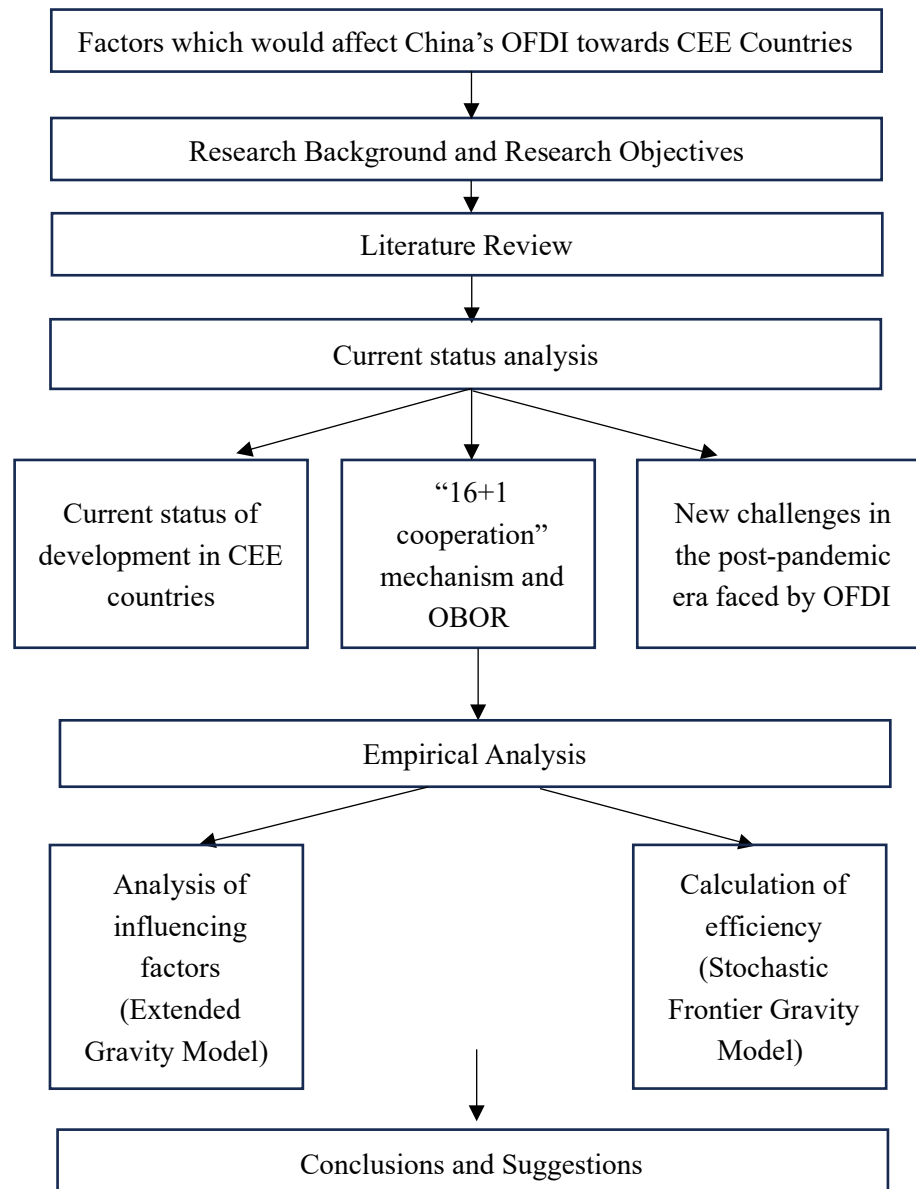 Factors which would affect China’s OFDI towards CEE Countries
Research Background and Research Objectives
Literature Review
Current status analysis
Current status of
development in CEE
countries
“16+1
cooperation”
mechanism and
OBOR
New challenges in
the post-pandemic
era faced by OFDI
Empirical Analysis
Analysis of
influencing
factors
(Extended
Gravity Model)
Calculation of
efficiency
(Stochastic
Frontier Gravity
Model)
Conclusions and Suggestions